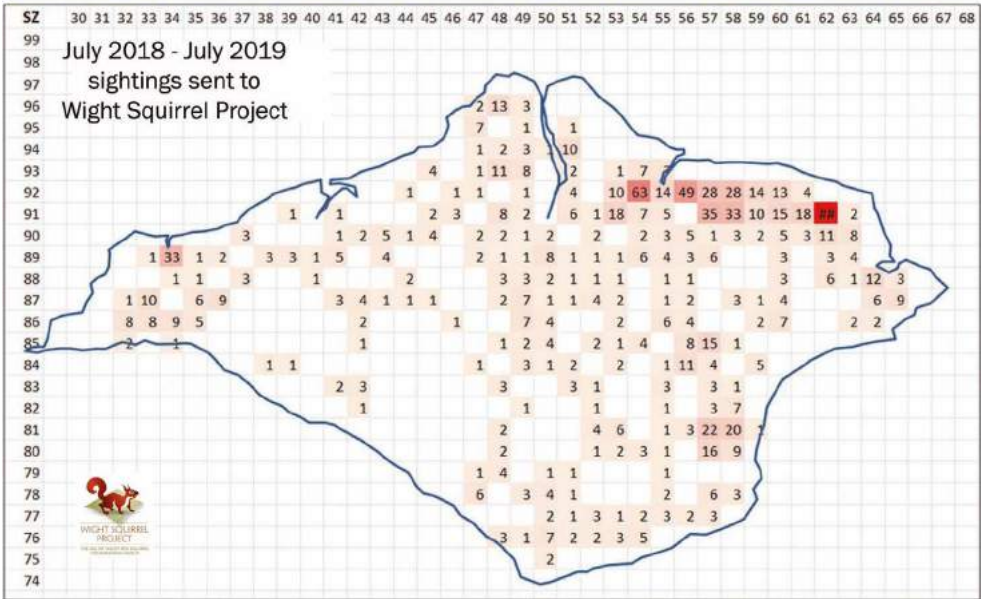 SZ 30 31 32 33 34 35 36 37 38 39 40 41 42 43 44 45 46 47 48 49 50 51 52 53 54 55 56 57 58 59 60 61 62 63 64 65 66 67 68
99
July 2018 - July 2019
98
sightings sent to
97
Wight Squirrel Project
96 2 13 3
95 7 1 1
94 1 2 3 10
93 4 1 11 8 2 1 7
92 1 1 1 1 4 10 63 14 49 28 28 14 13 4
91 1 1 2 3 8 2 6 1 18 7 5 35 33 10 15 18 ## 2
90 3 1 2 5 1 4 2 2 1 2 2 2 3 5 1 3 2 5 3 11 8
89 1 33 1 2 3 3 1 5 4 2 1 1 8 1 1 1 6 4 3 6 3 3 4
88 1 1 3 1 2 3 3 2 1 1 1 1 1 3 6 1 12 3
87 1 10 6 9 3 4 1 1 1 2 7 1 1 4 2 1 2 3 1 4 6 9
86 8 8 9 5 2 1 7 4 2 6 4 2 7 2 2
85 2 1 1 1 2 4 2 1 4 8 15 1
84 1 1 1 3 1 2 2 1 11 4 5
83 2 3 3 3 1 3 3 1
82 1 1 1 1 3 7
81 2 4 6 1 3 22 20 1
80 2 1 2 3 1 16 9
79 1 4 1 1 1
78 6 3 4 1 2 6 3
77 2 1 3 1 2 3 2 3
76 3 1 7 2 2 3 5
75 2
74
WIGHT SQUIRREL
PROJECT